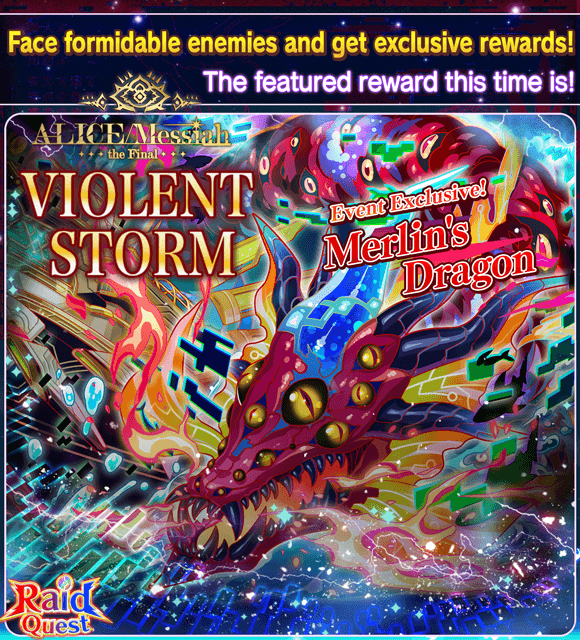 Face formidable enemies and get exclusive rewards!
The featured reward this time is!
ALICE/Messiah
the Final
VIOLENT
STORM
Event Exclusive!
Merlin's
Dragon
Raid
Quest